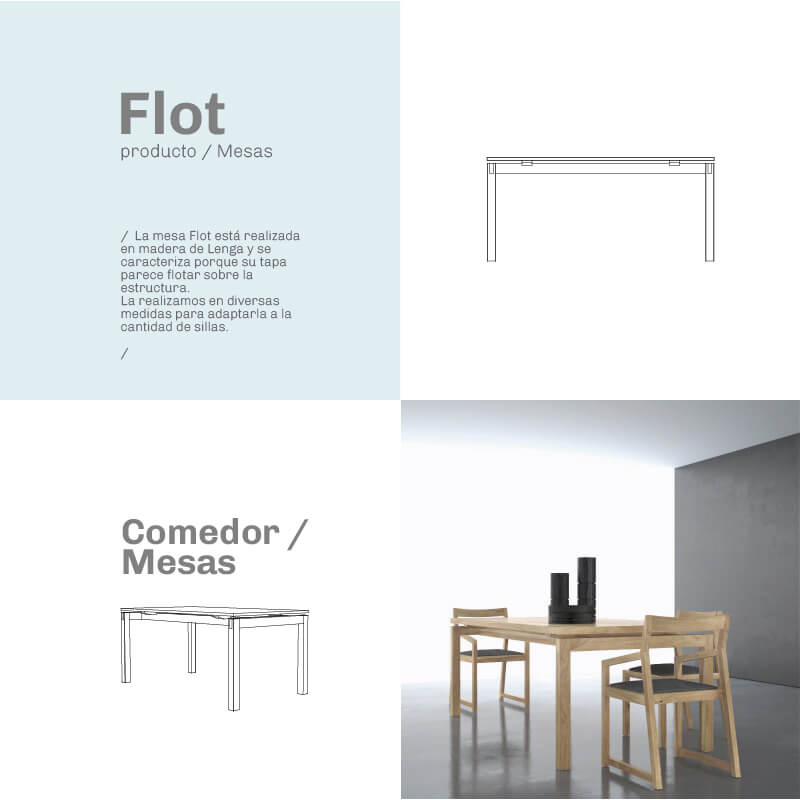 Flot
producto / Mesas
/ La mesa Flot está realizada
en madera de Lenga y se
caracteriza porque su tapa
parece flotar sobre la
estructura.
La realizamos en diversas
medidas para adaptarla a la
cantidad de sillas.
/
Comedor /
Mesas